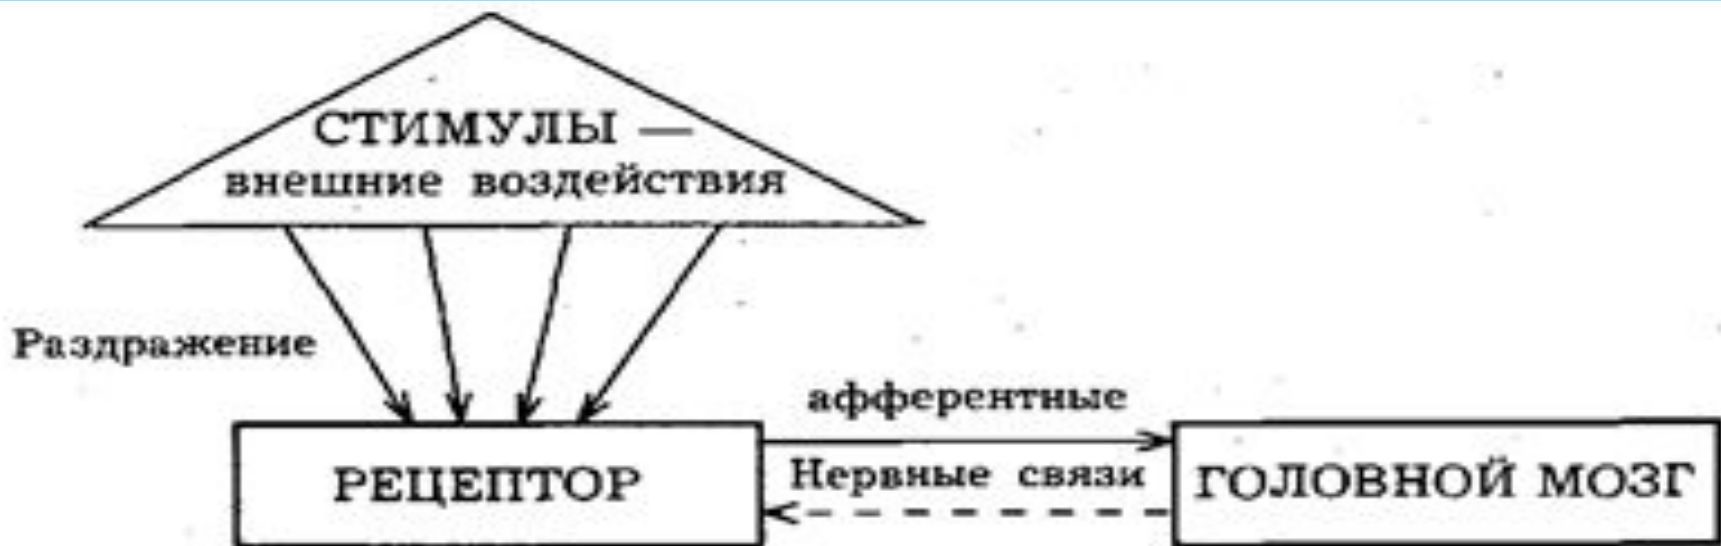 СТИМУЛЫ —
внешние воздействия
Раздражение
афферентные
РЕЦЕПТОР
Нервные связи
ГОЛОВНОЙ МОЗГ